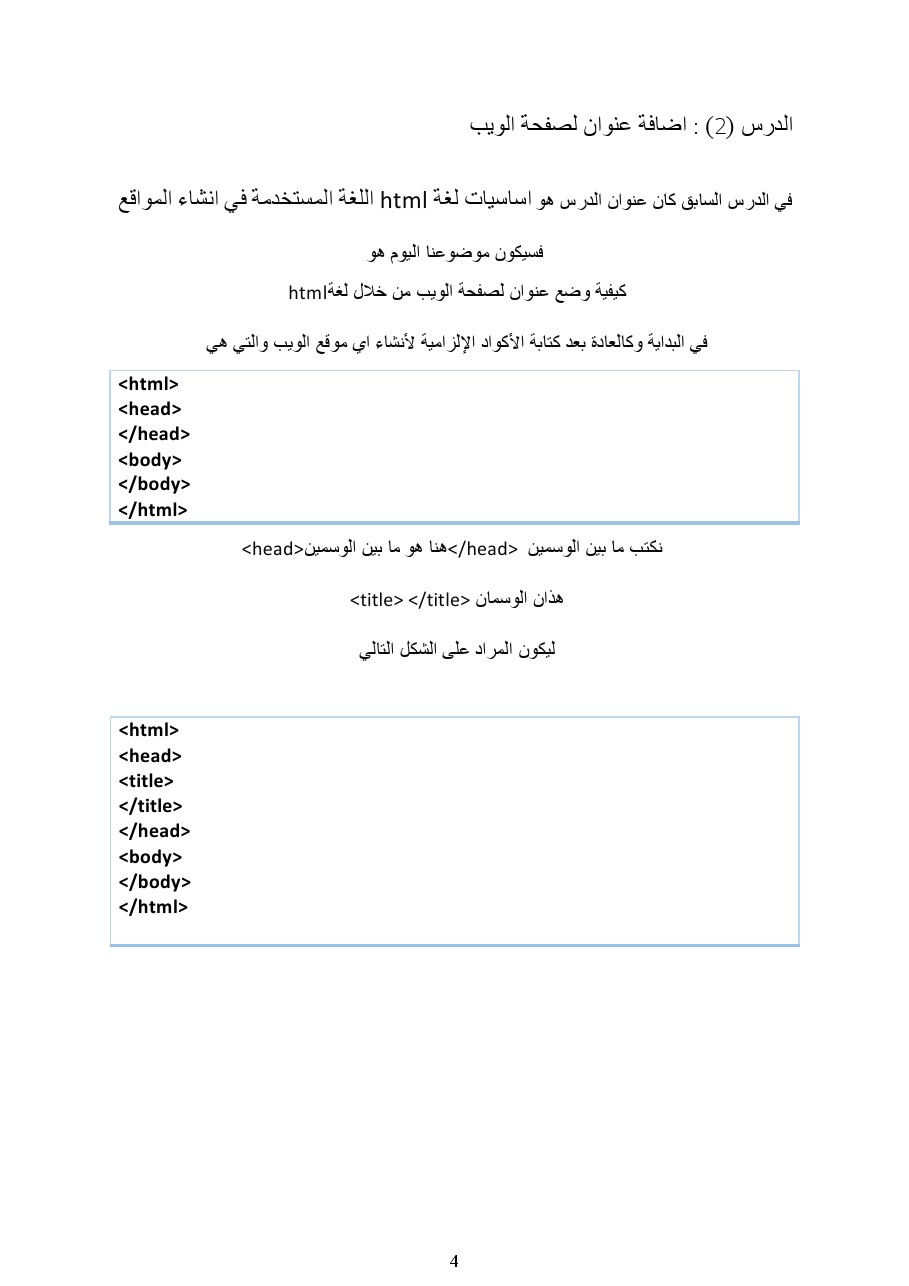 الدرس (2) : اضافة عنوان لصفحة الويب
في الدرس السابق كان عنوان الدرس هو اساسيات لغة html اللغة المستخدمة في انشاء المواقع
فسيكون موضوعنا اليوم هو
كيفية وضع عنوان لصفحة الويب من خلال لغةhtml
في البداية وكالعادة بعد كتابة الأكواد الإلزامية لأنشاء اي موقع الويب والتي هي
<html>
<head>
</head>
<body>
</body>
</html>
نكتب ما بين الوسمين <head/>هنا هو ما بين الوسمين<head>
هذان الوسمان <title> </title>
ليكون المراد على الشكل التالي
<html>
<head>
<title>
</title>
</head>
<body>
</body>
</html>
4